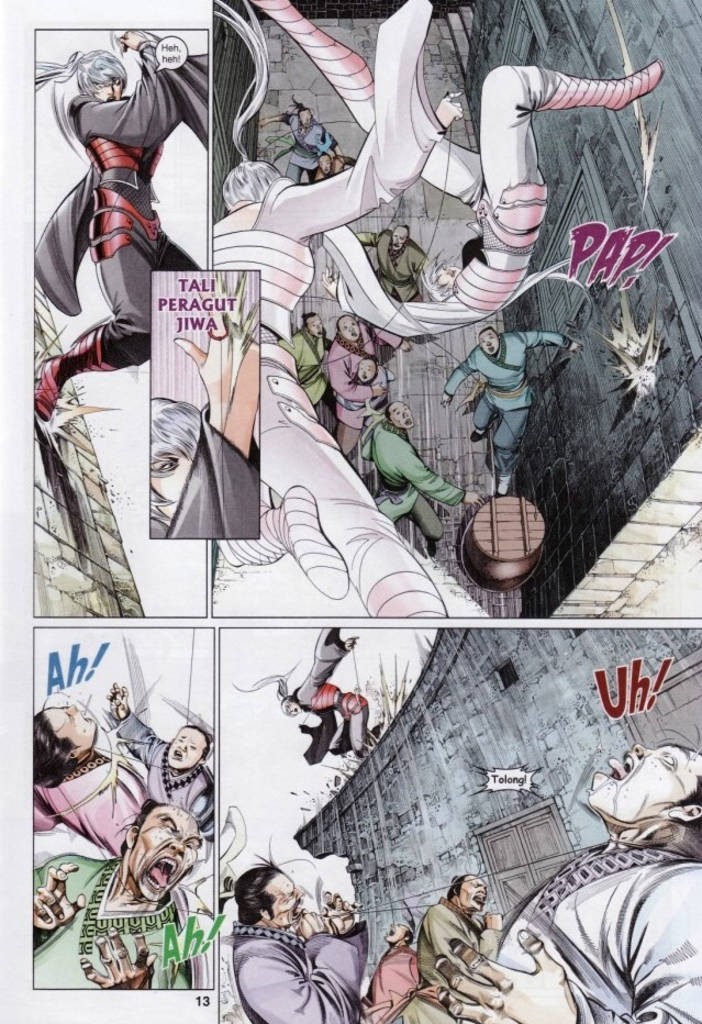 Heh,
heh!
TALI
PERAGUT
JIWA
PAP!
Ah!
Ah!
Tolong!
Uh!
13